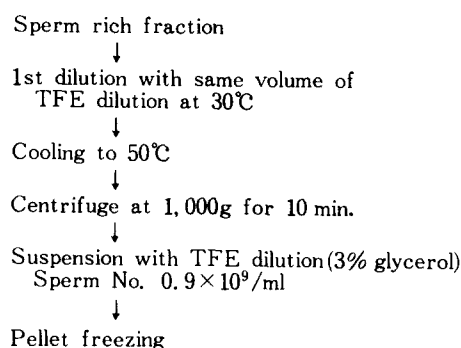 Sperm rich fraction
↓
1st dilution with same volume of
TFE dilution at 30℃
↓
Cooling to 50℃
↓
Centrifuge at 1,000g for 10 min.
↓
Suspension with TFE dilution(3% glycerol)
Sperm No. 0.9×10⁹/ml
↓
Pellet freezing